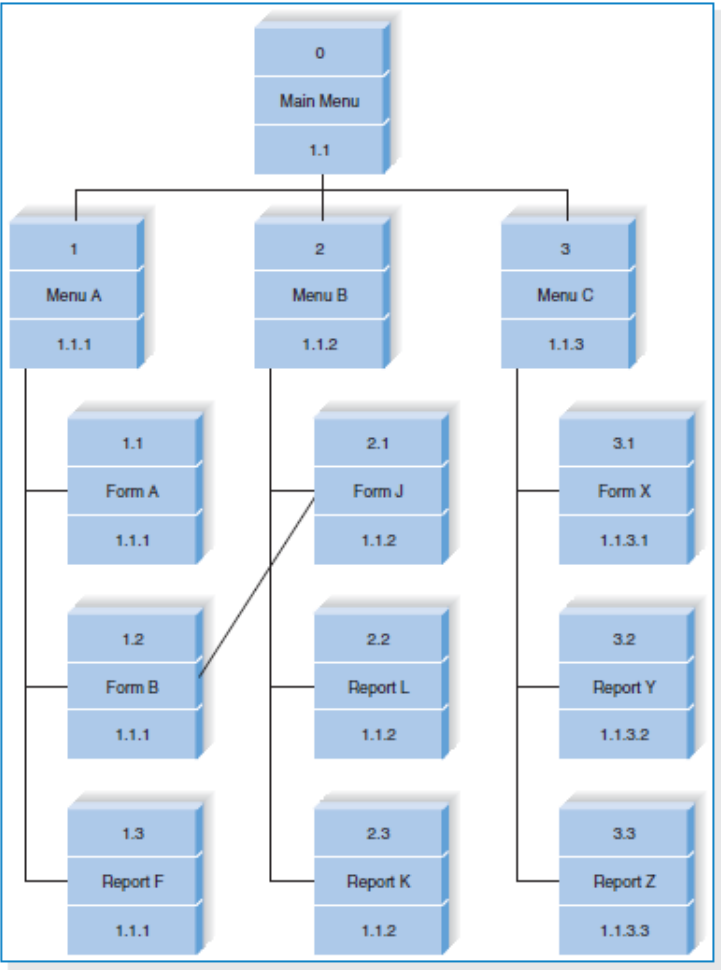 0
Main Menu
1.1
1
Menu A
1.1.1
2
Menu B
1.1.2
3
Menu C
1.1.3
1.1
Form A
1.1.1
1.2
Form B
1.1.1
1.3
Report F
1.1.1
2.1
Form J
1.1.2
2.2
Report L
1.1.2
2.3
Report K
1.1.2
3.1
Form X
1.1.3.1
3.2
Report Y
1.1.3.2
3.3
Report Z
1.1.3.3